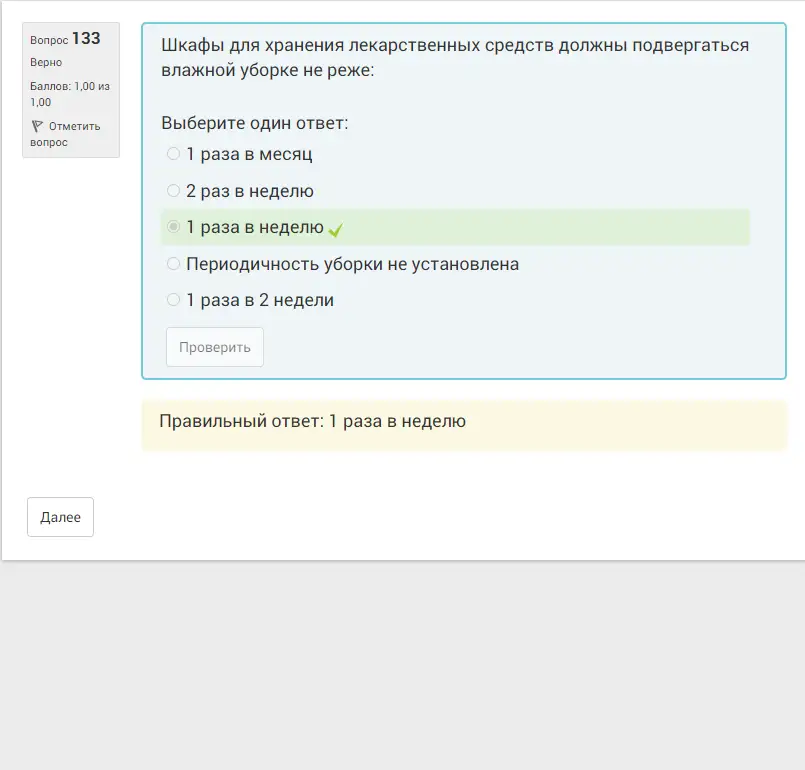 Вопрос 133
Верно
Баллов: 1,00 из
1,00
Отметить
вопрос
Шкафы для хранения лекарственных средств должны подвергаться
влажной уборке не реже:
Выберите один ответ:
1 раза в месяц
2 раз в неделю
1 раза в неделю
Периодичность уборки не установлена
1 раза в 2 недели
Проверить
Правильный ответ: 1 раза в неделю
Далее